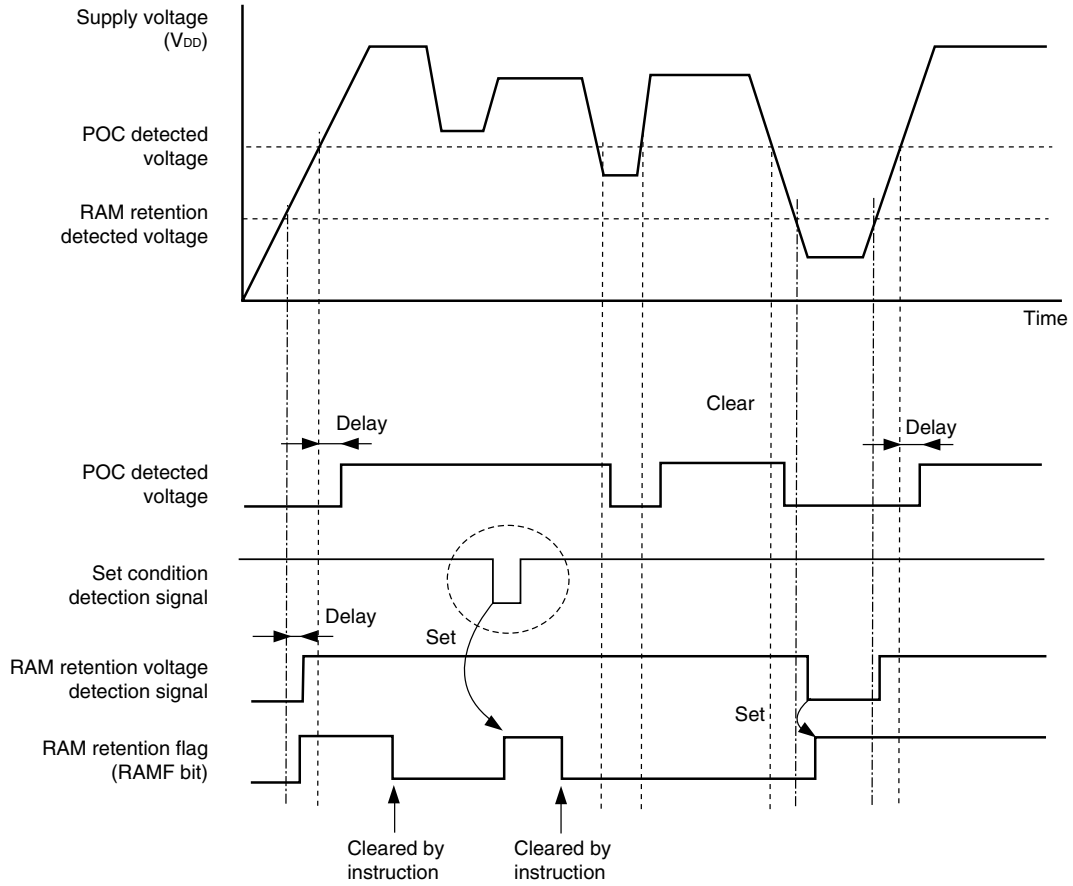 Supply voltage
(VDD)
POC detected
voltage
RAM retention
detected voltage
Time
Clear
Delay
Delay
POC detected
voltage
Set condition
detection signal
Delay
Set
RAM retention voltage
detection signal
Set
RAM retention flag
(RAMF bit)
Cleared by
instruction
Cleared by
instruction